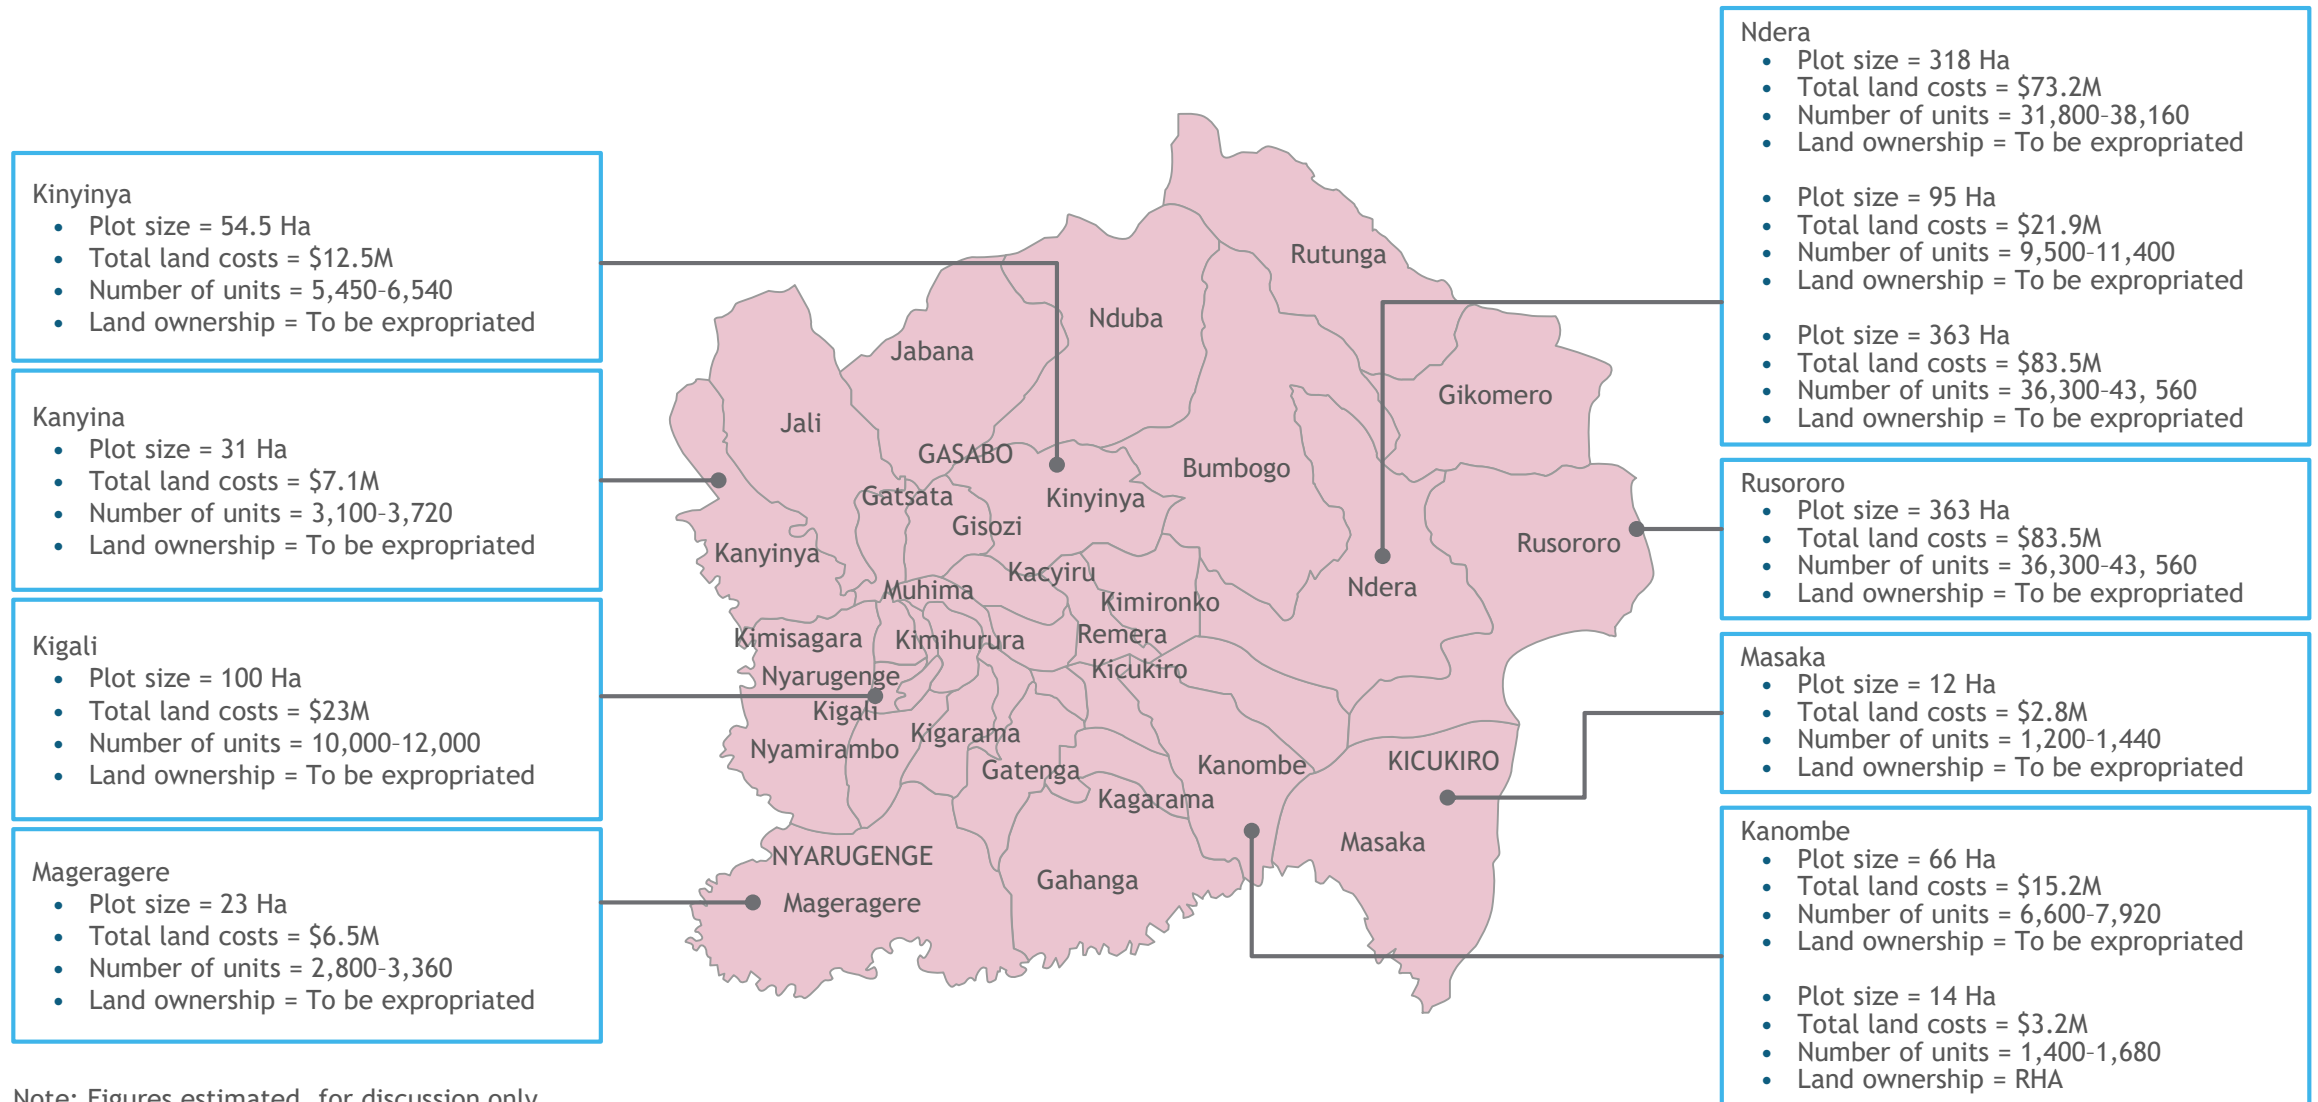 Kinyinya
• Plot size = 54.5 Ha
• Total land costs = $12.5M
• Number of units = 5,450–6,540
• Land ownership = To be expropriated
Kanyina
• Plot size = 31 Ha
• Total land costs = $7.1M
• Number of units = 3,100–3,720
• Land ownership = To be expropriated
Kigali
• Plot size = 100 Ha
• Total land costs = $23M
• Number of units = 10,000–12,000
• Land ownership = To be expropriated
Mageragere
• Plot size = 23 Ha
• Total land costs = $6.5M
• Number of units = 2,800–3,360
• Land ownership = To be expropriated
Rutunga
Nduba
Jabana
Gikomero
Jali
GASABO
Bumbogo
Gatsata
Kinyinya
Gisozi
Rusororo
Kanyinya
Kacyiru
Ndera
Muhima
Kimironko
Kimisagara
Kimihurura
Remera
Kicukiro
Nyarugenge
Kigali
Kigarama
Nyamirambo
Gatenga
Kanombe
KICUKIRO
Kagarama
Masaka
NYARUGENGE
Gahanga
Mageragere
Ndera
• Plot size = 318 Ha
• Total land costs = $73.2M
• Number of units = 31,800–38,160
• Land ownership = To be expropriated
• Plot size = 95 Ha
• Total land costs = $21.9M
• Number of units = 9,500–11,400
• Land ownership = To be expropriated
• Plot size = 363 Ha
• Total land costs = $83.5M
• Number of units = 36,300–43, 560
• Land ownership = To be expropriated
Rusororo
• Plot size = 363 Ha
• Total land costs = $83.5M
• Number of units = 36,300–43, 560
• Land ownership = To be expropriated
Masaka
• Plot size = 12 Ha
• Total land costs = $2.8M
• Number of units = 1,200–1,440
• Land ownership = To be expropriated
Kanombe
• Plot size = 66 Ha
• Total land costs = $15.2M
• Number of units = 6,600–7,920
• Land ownership = To be expropriated
• Plot size = 14 Ha
• Total land costs = $3.2M
• Number of units = 1,400–1,680
• Land ownership = RHA
Note: Figures estimated, for discussion only